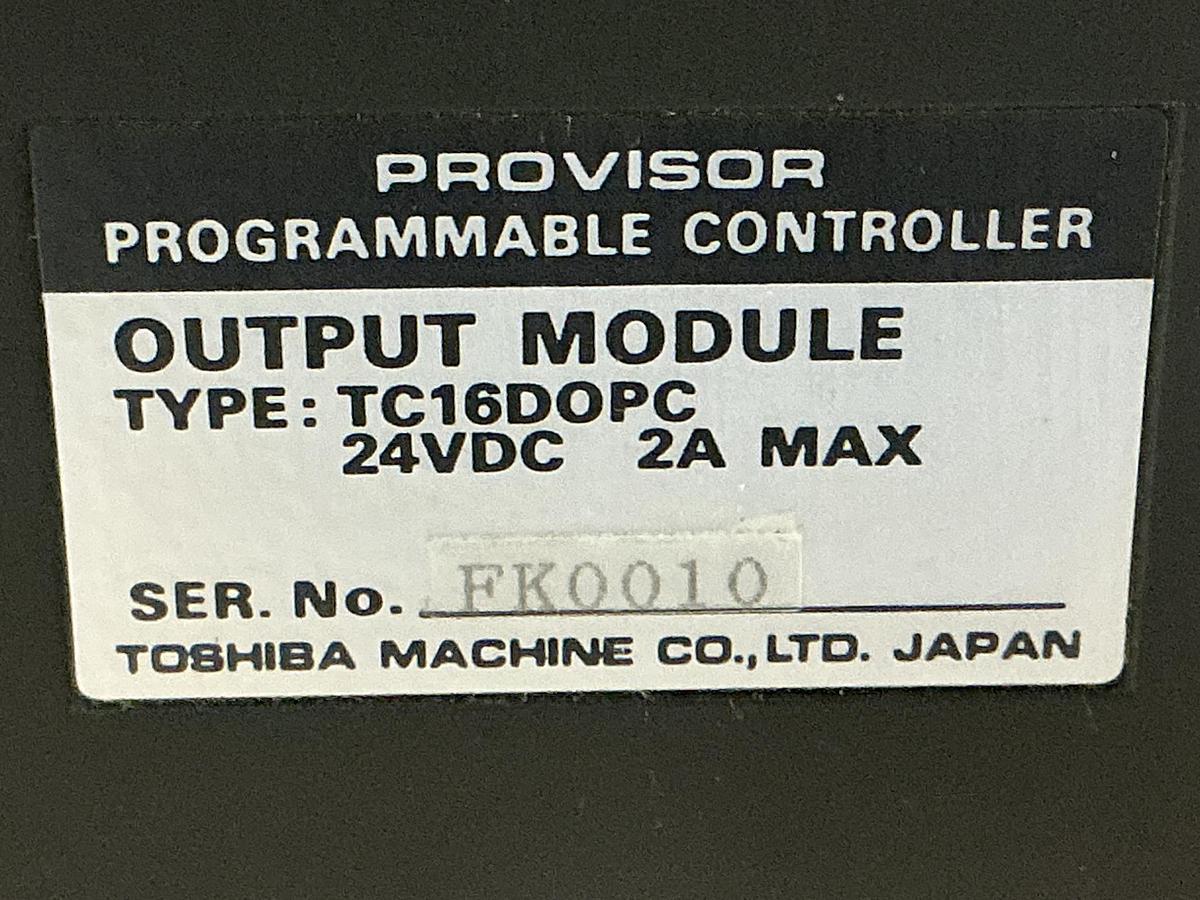 PROVISOR
PROGRAMMABLE CONTROLLER
OUTPUT MODULE
TYPE: TC16DOPC
24VDC 2A MAX
SER. No. FK0010
TOSHIBA MACHINE CO.,LTD. JAPAN